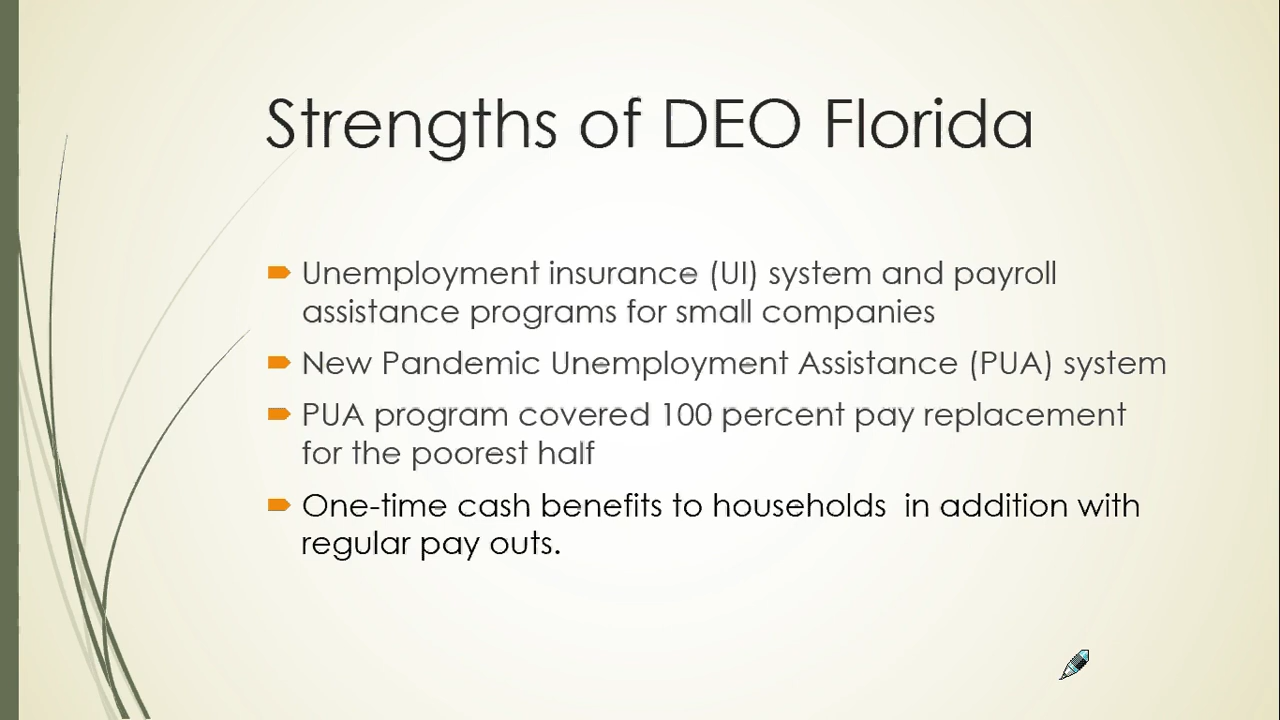 Strengths of DEO Florida
Unemployment insurance (UI) system and payroll
assistance programs for small companies
New Pandemic Unemployment Assistance (PUA) system
PUA program covered 100 percent pay replacement
for the poorest half
One-time cash benefits to households  in addition with
regular pay outs.